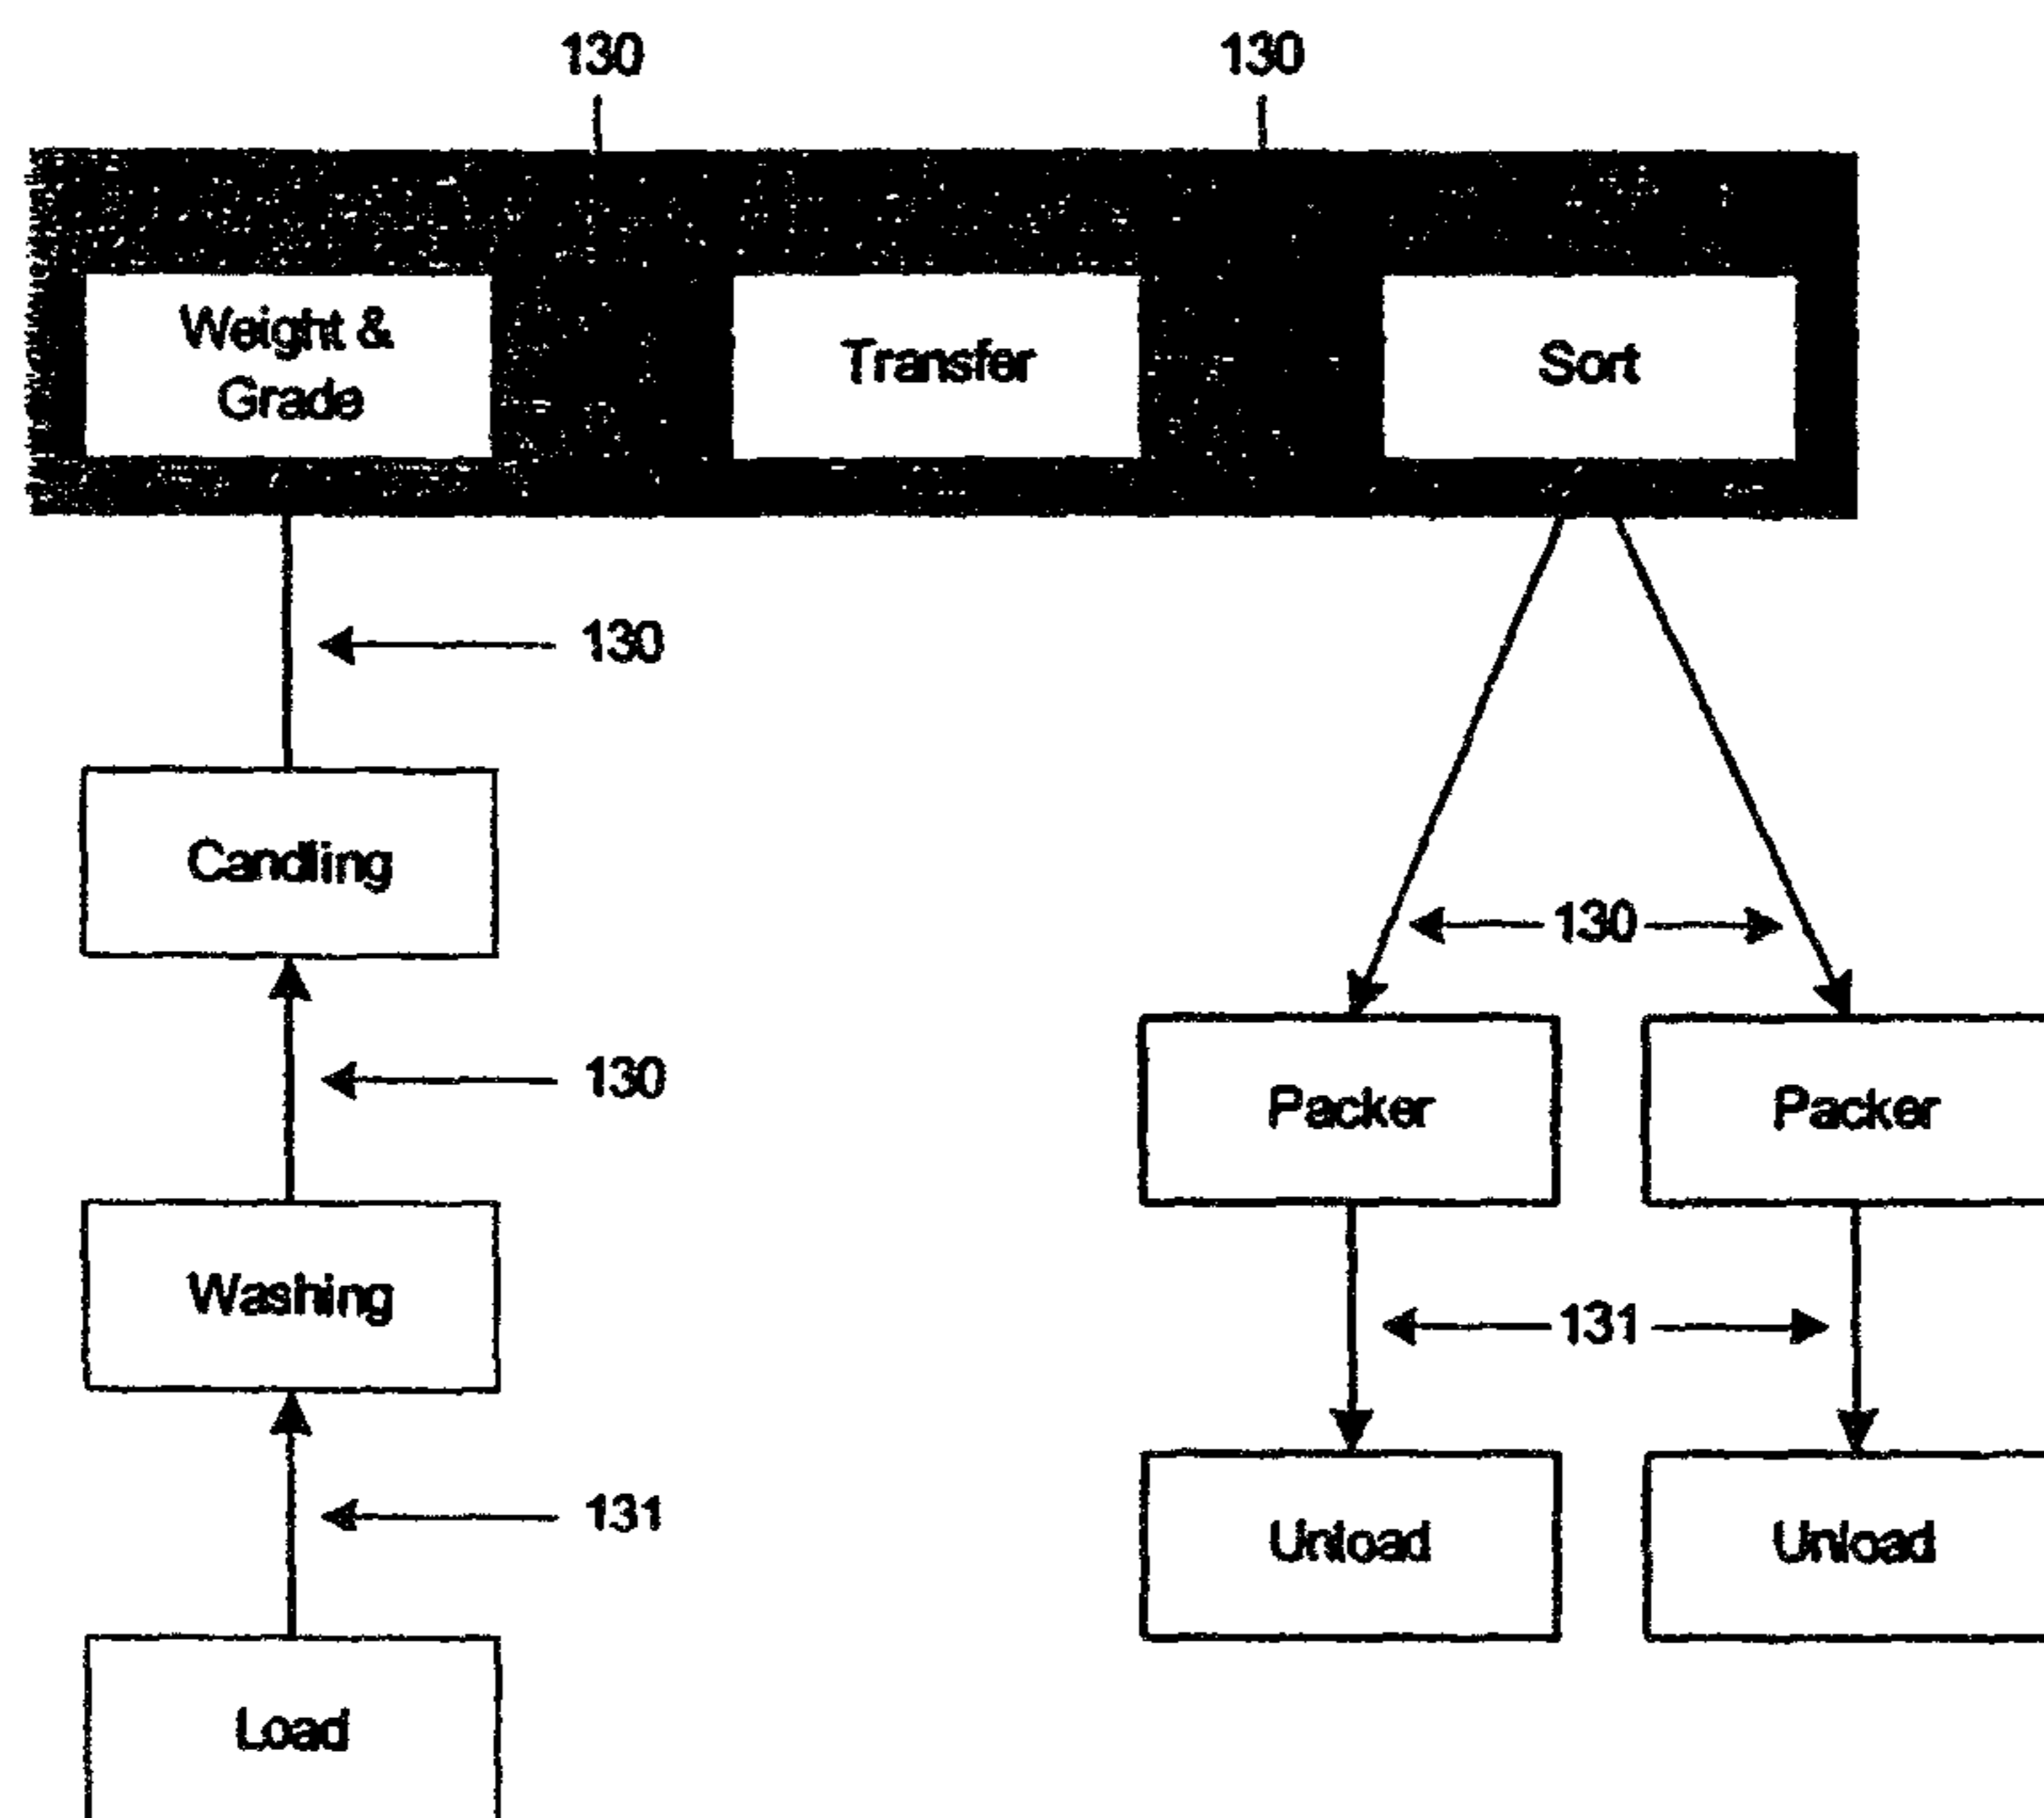 130
130
Weight &
Grade
Transfer
Sort
130
Candling
130
Packer
Packer
130
Washing
131
Unload
Unload
131
Load